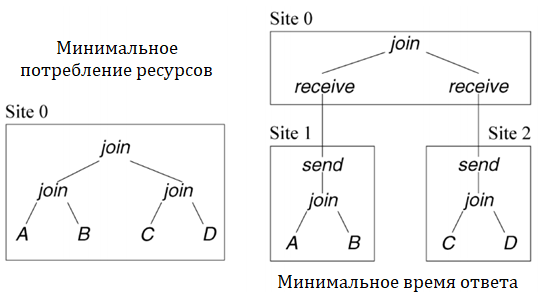 Минимальное
потребление ресурсов
Site 0
join
join join
A B C D
Site 0
join
receive receive
Site 1 Site 2
send send
join join
A B C D
Минимальное время ответа